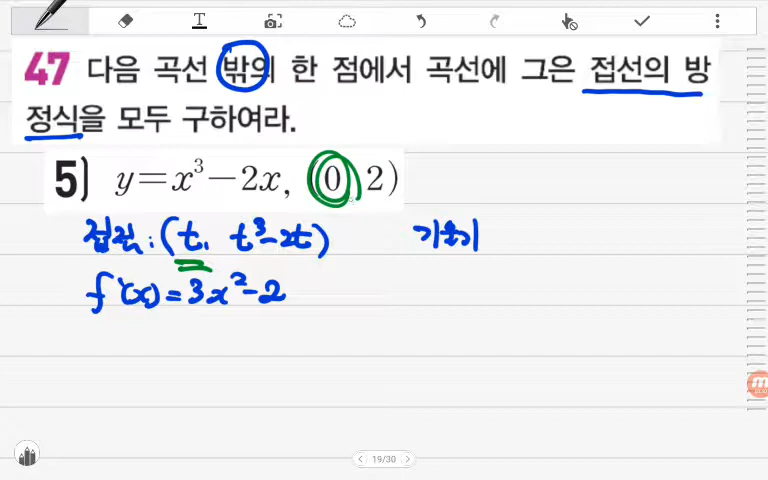 T
47 다음 곡선 밖의 한 점에서 곡선에 그은 접선의 방
정식을 모두 구하여라.
5) y=x³−2x, (0, 2)
접점: (t, t³-2t) 기울기
f'(x)=3x²-2
19/30